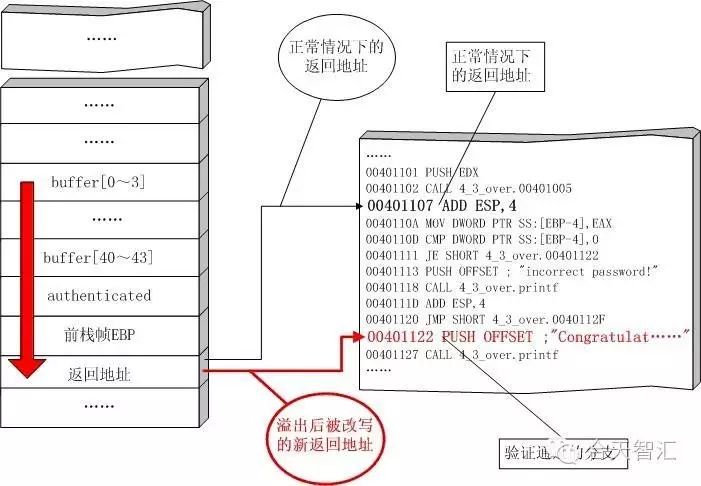 ……
……
……
buffer[0～3]
……
buffer[40～43]
authenticated
前栈帧EBP
返回地址
……
正常情况下的
返回地址
正常情况下
的返回地址
……
00401101 PUSH EDX
00401102 CALL 4_3_over.00401005
00401107 ADD ESP,4
0040110A MOV DWORD PTR SS:[EBP-4],EAX
0040110D CMP DWORD PTR SS:[EBP-4],0
00401111 JE SHORT 4_3_over.00401122
00401113 PUSH OFFSET ; "incorrect password!"
00401118 CALL 4_3_over.printf
0040111D ADD ESP,4
00401120 JMP SHORT 4_3_over.0040112F
00401122 PUSH OFFSET ;"Congratulat……"
00401127 CALL 4_3_over.printf
……
溢出后被改写
的新返回地址
验证通的分支
合天智汇